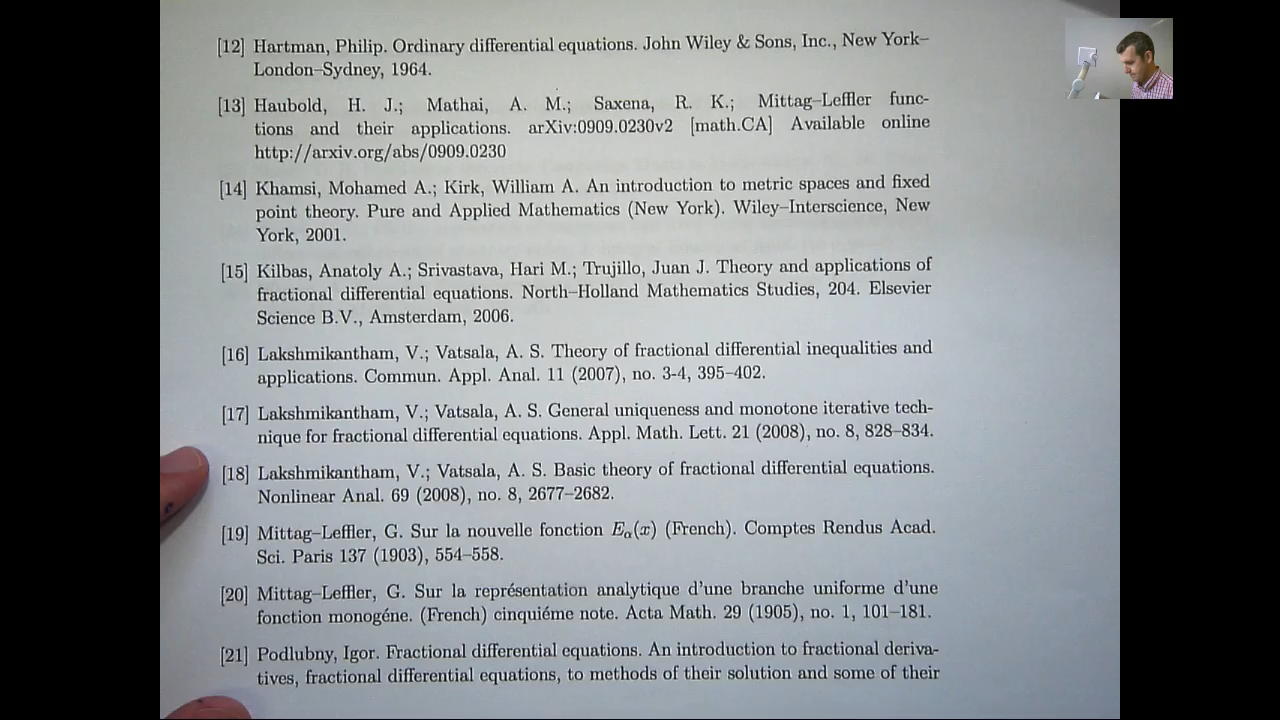 [12] Hartman, Philip. Ordinary differential equations. John Wiley & Sons, Inc., New York–
London–Sydney, 1964.
[13] Haubold, H. J.; Mathai, A. M.; Saxena, R. K.; Mittag–Leffler func-
tions and their applications. arXiv:0909.0230v2 [math.CA] Available online
http://arxiv.org/abs/0909.0230
[14] Khamsi, Mohamed A.; Kirk, William A. An introduction to metric spaces and fixed
point theory. Pure and Applied Mathematics (New York). Wiley–Interscience, New
York, 2001.
[15] Kilbas, Anatoly A.; Srivastava, Hari M.; Trujillo, Juan J. Theory and applications of
fractional differential equations. North–Holland Mathematics Studies, 204. Elsevier
Science B.V., Amsterdam, 2006.
[16] Lakshmikantham, V.; Vatsala, A. S. Theory of fractional differential inequalities and
applications. Commun. Appl. Anal. 11 (2007), no. 3-4, 395–402.
[17] Lakshmikantham, V.; Vatsala, A. S. General uniqueness and monotone iterative tech-
nique for fractional differential equations. Appl. Math. Lett. 21 (2008), no. 8, 828–834.
[18] Lakshmikantham, V.; Vatsala, A. S. Basic theory of fractional differential equations.
Nonlinear Anal. 69 (2008), no. 8, 2677–2682.
[19] Mittag–Leffler, G. Sur la nouvelle fonction Eα(x) (French). Comptes Rendus Acad.
Sci. Paris 137 (1903), 554–558.
[20] Mittag–Leffler, G. Sur la représentation analytique d'une branche uniforme d'une
fonction monogéne. (French) cinquiéme note. Acta Math. 29 (1905), no. 1, 101–181.
[21] Podlubny, Igor. Fractional differential equations. An introduction to fractional deriva-
tives, fractional differential equations, to methods of their solution and some of their